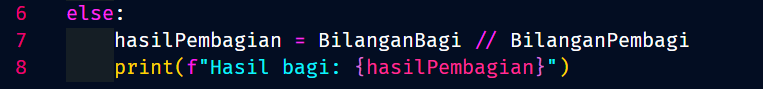 6 else:
7 hasilPembagian = BilanganBagi // BilanganPembagi
8 print(f"Hasil bagi: {hasilPembagian}")